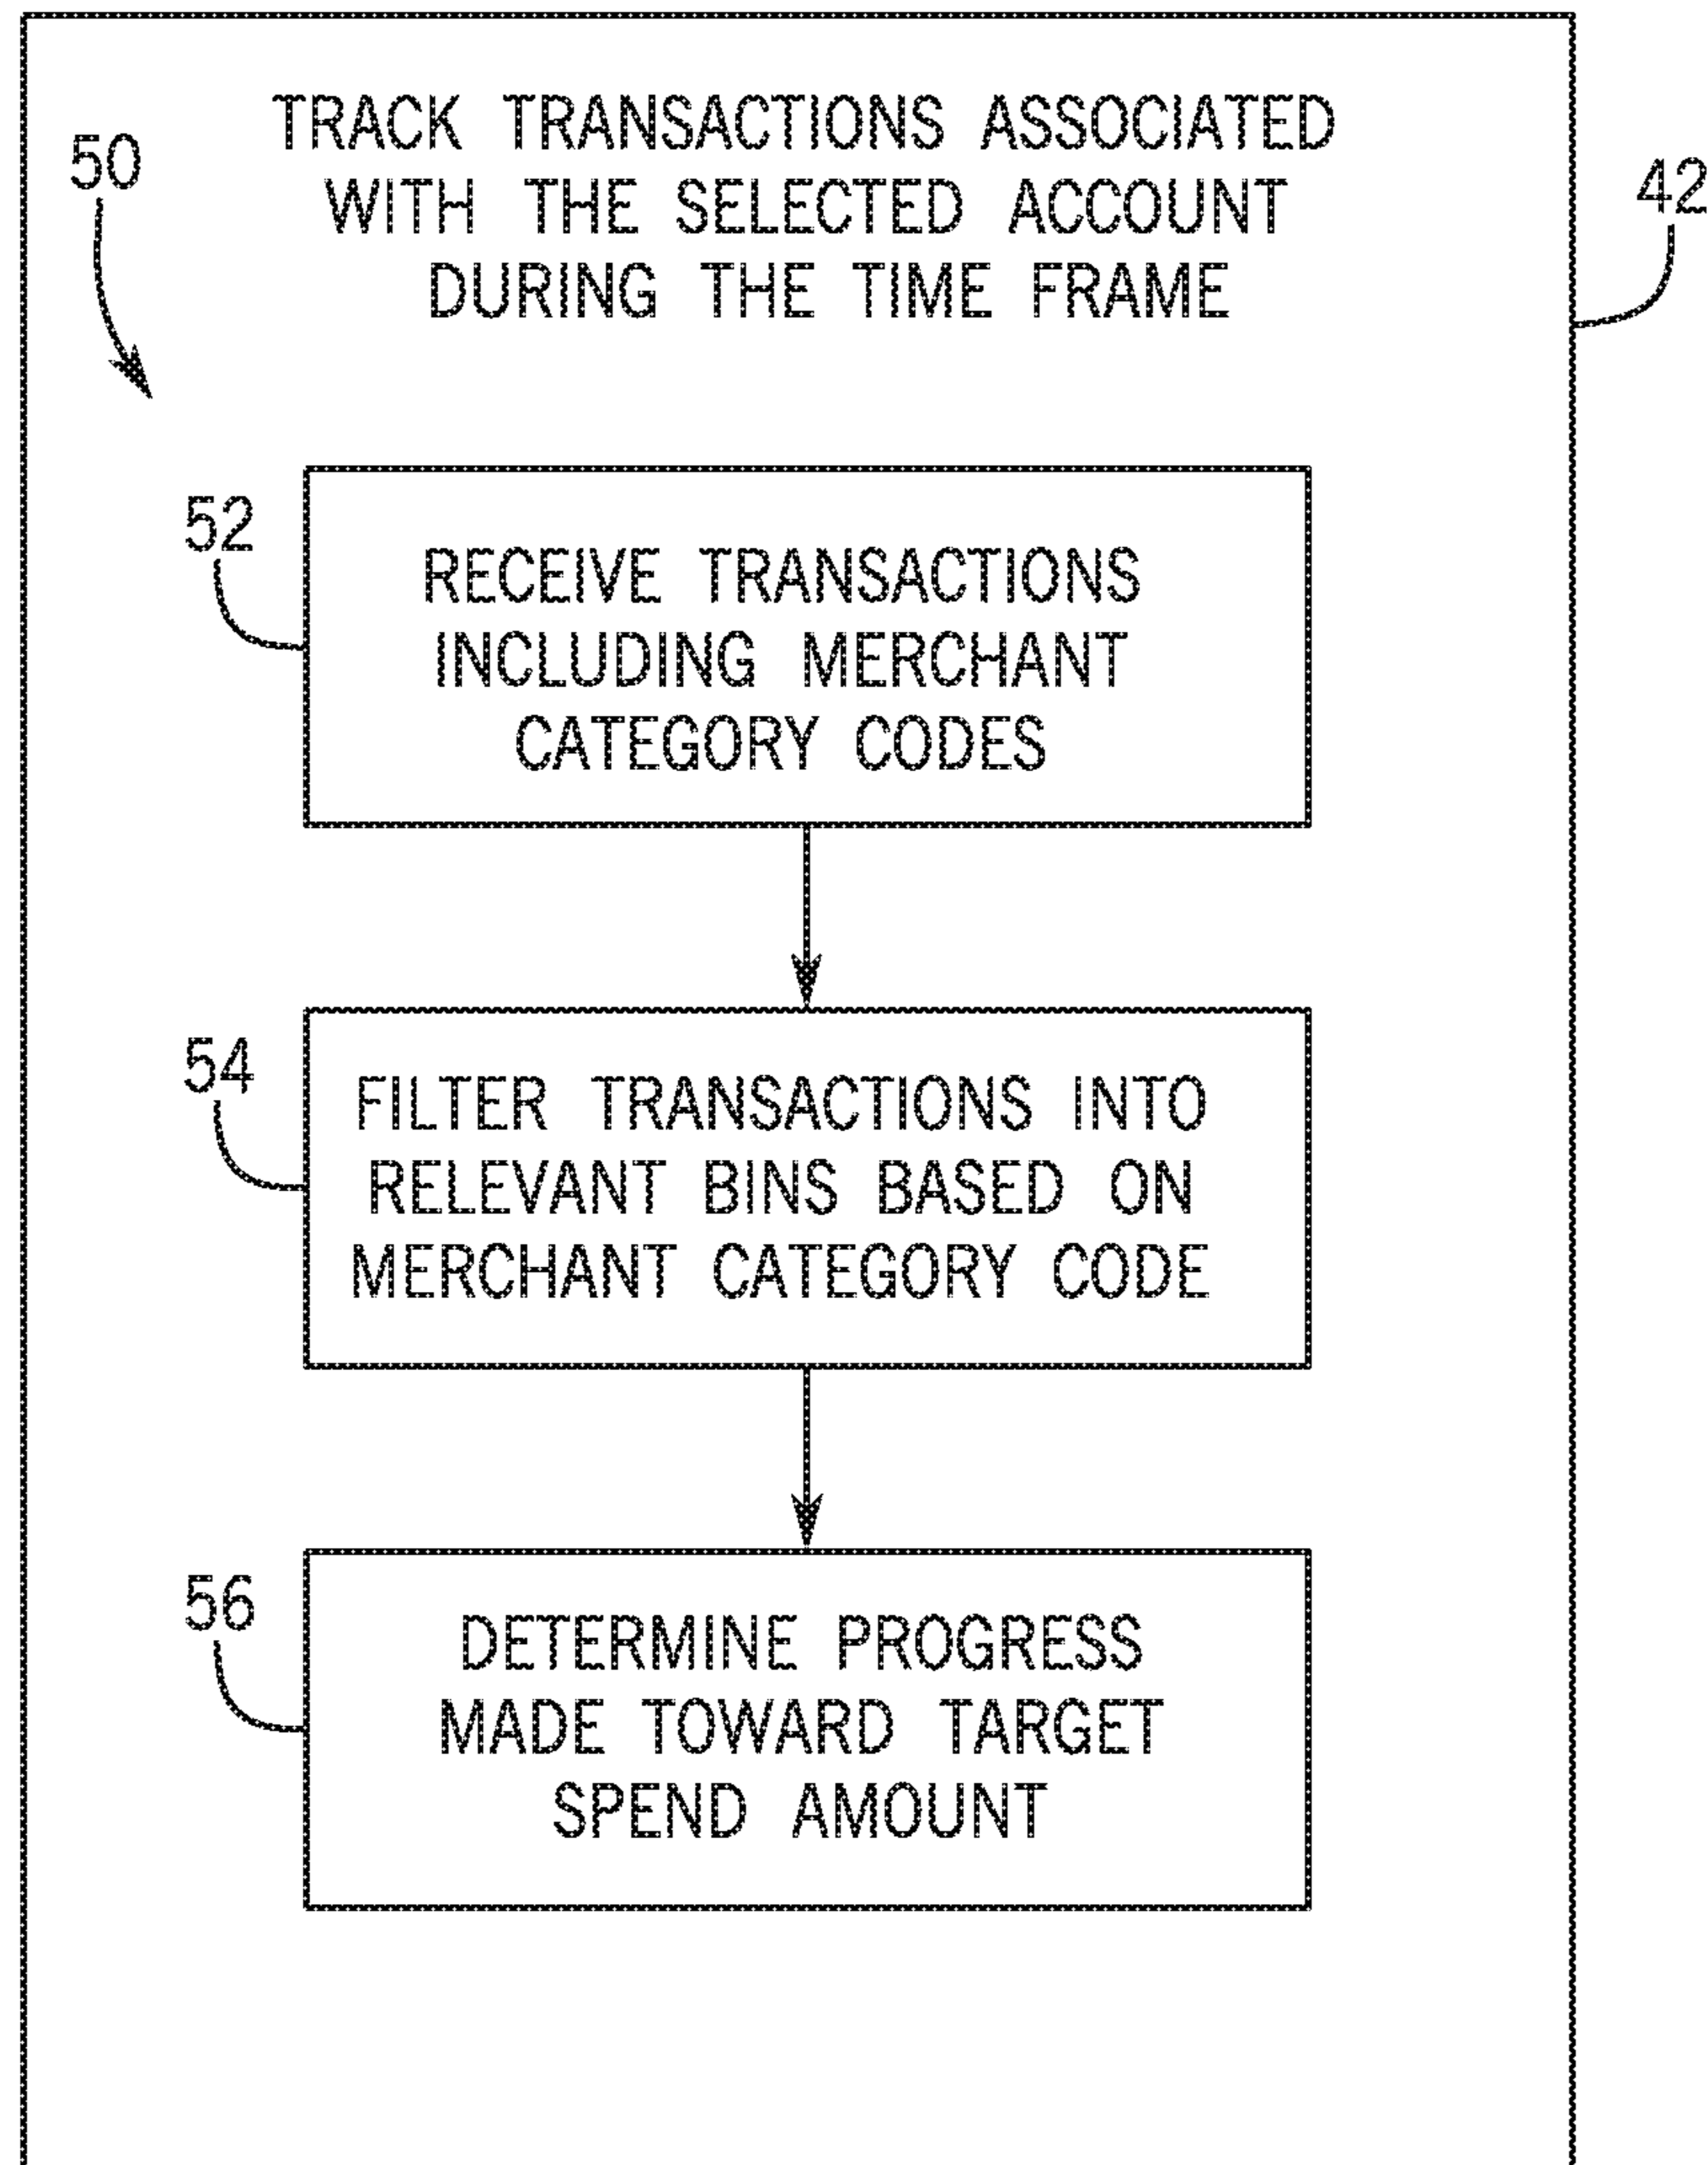 TRACK TRANSACTIONS ASSOCIATED
WITH THE SELECTED ACCOUNT
DURING THE TIME FRAME
50
42
52
RECEIVE TRANSACTIONS
INCLUDING MERCHANT
CATEGORY CODES
54
FILTER TRANSACTIONS INTO
RELEVANT BINS BASED ON
MERCHANT CATEGORY CODE
56
DETERMINE PROGRESS
MADE TOWARD TARGET
SPEND AMOUNT